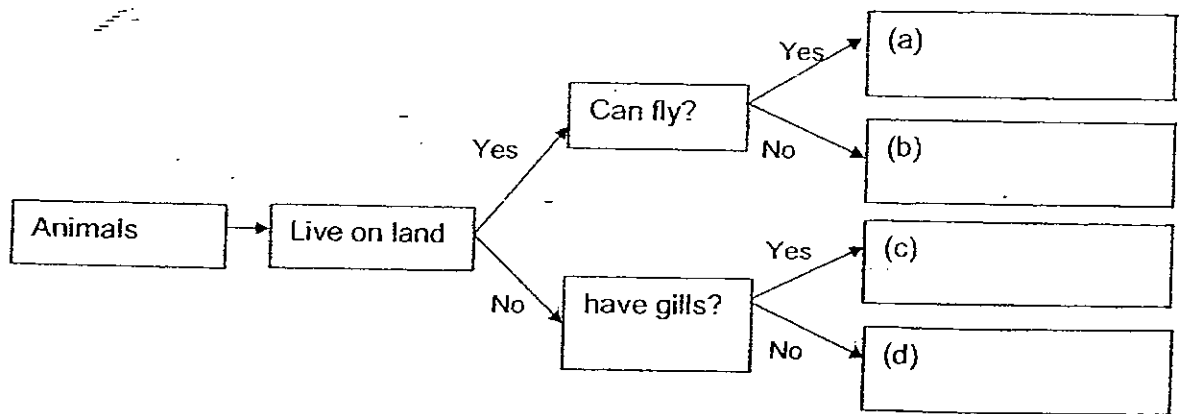 Yes
(a)
Can fly?
Yes
No
(b)
Animals
Live on land
Yes
(c)
No
have gills?
No
(d)